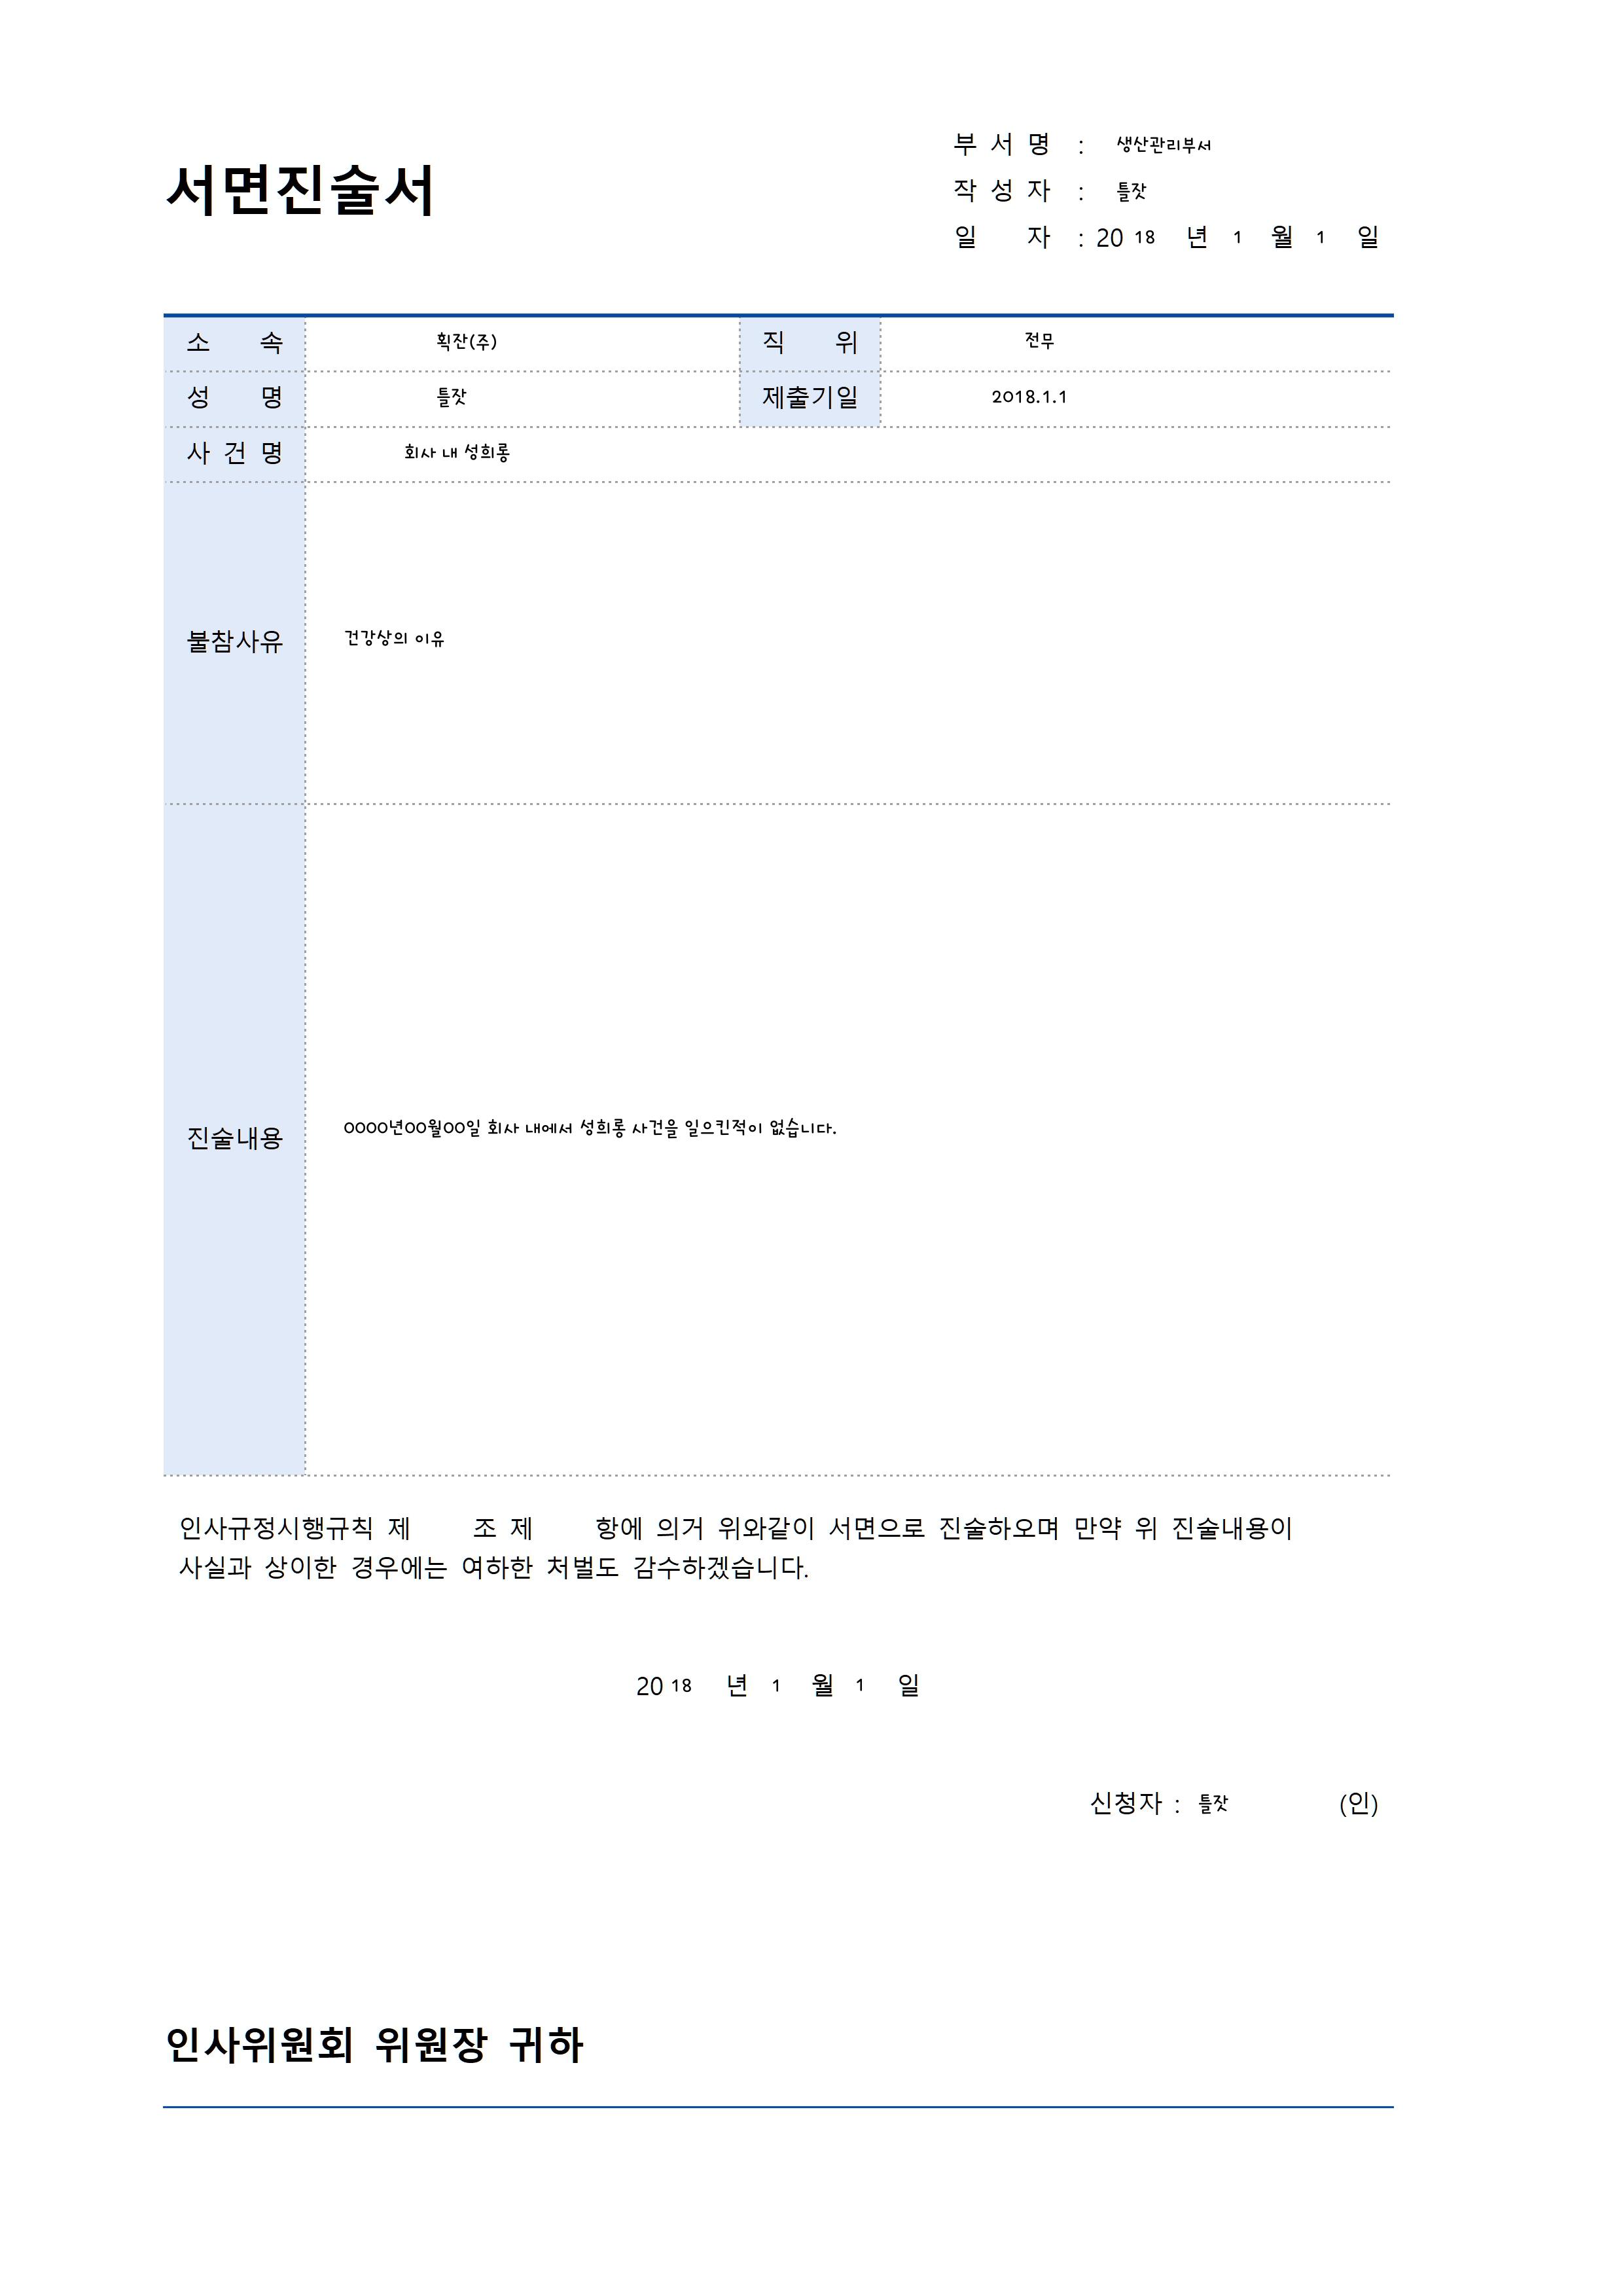 서면진술서
부 서 명 : 생산관리부서
작 성 자 : 틀잣
일 자 : 20 18 년 1 월 1 일
소 속 획잔(주) 직 위 전무
성 명 틀잣 제출기일 2018.1.1
사 건 명 회사 내 성희롱
불참사유 건강상의 이유
진술내용 0000년00월00일 회사 내에서 성희롱 사건을 일으킨적이 없습니다.
인사규정시행규칙 제 조 제 항에 의거 위와같이 서면으로 진술하오며 만약 위 진술내용이
사실과 상이한 경우에는 여하한 처벌도 감수하겠습니다.
20 18 년 1 월 1 일
신청자 : 틀잣 (인)
인사위원회 위원장 귀하